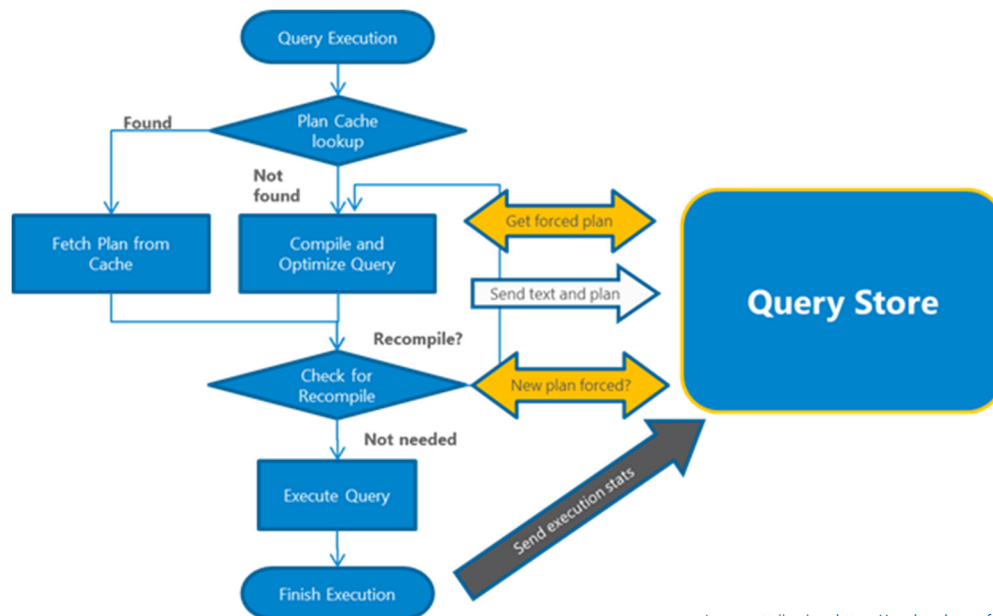 Query Execution
Found
Plan Cache
lookup
Not
found
Fetch Plan from
Cache
Compile and
Optimize Query
Get forced plan
Send text and plan
Query Store
Recompile?
Check for
Recompile
New plan forced?
Not needed
Execute Query
Send execution stats
Finish Execution